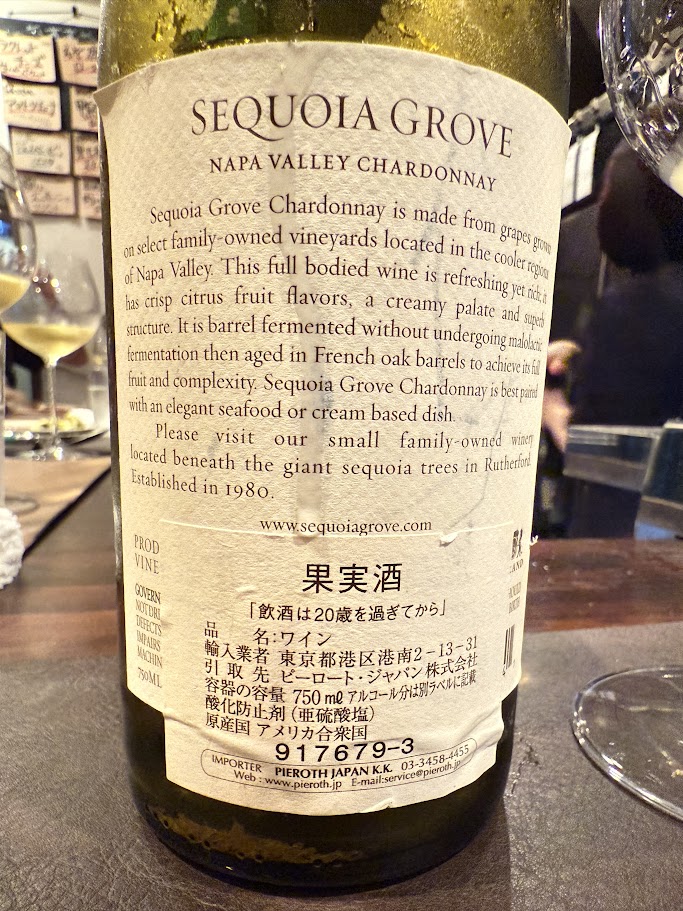 SEQUOIA GROVE
NAPA VALLEY CHARDONNAY
Sequoia Grove Chardonnay is made from grapes grown
on select family-owned vineyards located in the cooler regions
of Napa Valley. This full bodied wine is refreshing yet rich; it
has crisp citrus fruit flavors, a creamy palate and superb
structure. It is barrel fermented without undergoing malolactic
fermentation then aged in French oak barrels to achieve its full
fruit and complexity. Sequoia Grove Chardonnay is best paired
with an elegant seafood or cream based dish.
Please visit our small family-owned winery
located beneath the giant sequoia trees in Rutherford.
Established in 1980.
www.sequoiagrove.com
PROD
VINE
GOVERN
NOT DRI
DEFECTS
IMPAIRS
MACHIN
750ML
果実酒
「飲酒は20歳を過ぎてから」
品 名:ワイン
輸入業者 東京都港区港南2-13-31
引取先 ピーロート・ジャパン株式会社
容器の容量 750mℓ アルコール分は別ラベルに記載
酸化防止剤(亜硫酸塩)
原産国 アメリカ合衆国
917679-3
IMPORTER PIEROTH JAPAN K.K. 03-3458-4455
Web : www.pieroth.jp E-mail:service@pieroth.jp